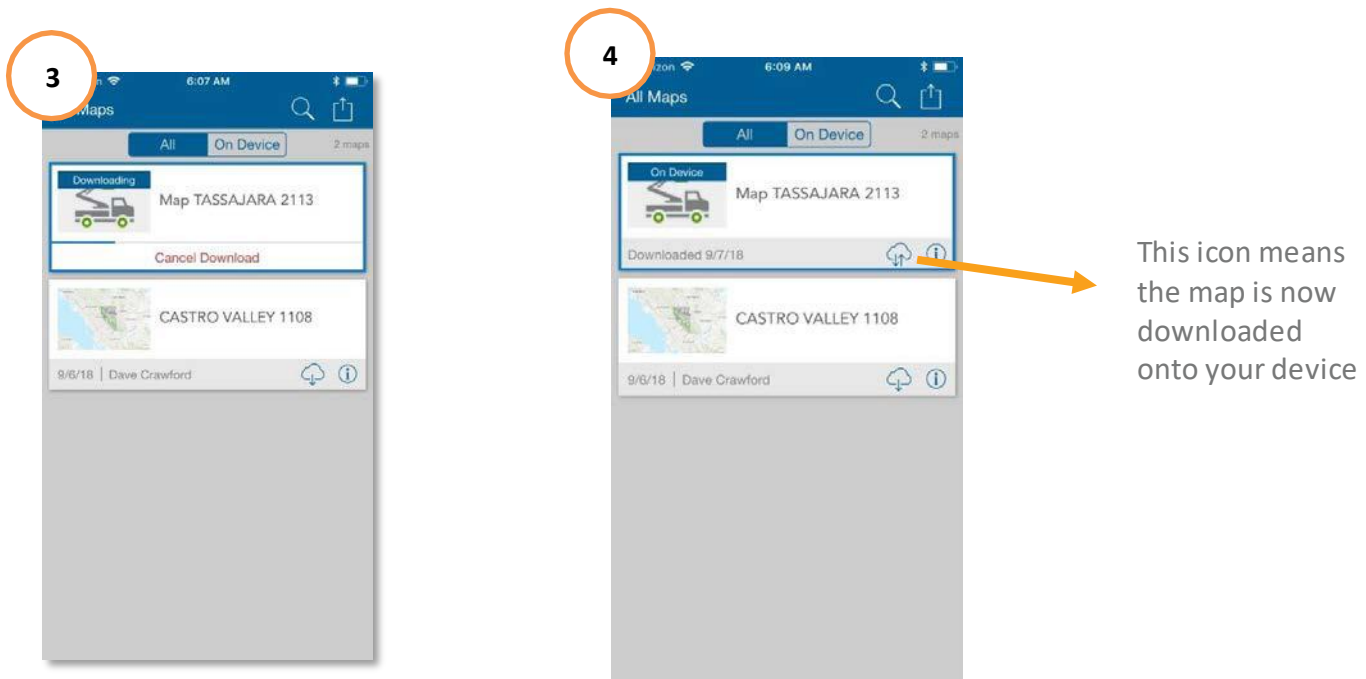 3
6:07 AM
Maps
All
On Device
2 maps
Downloading
Map TASSAJARA 2113
Cancel Download
CASTRO VALLEY 1108
9/6/18 | Dave Crawford
4
zon
6:09 AM
All Maps
All
On Device
2 maps
On Device
Map TASSAJARA 2113
Downloaded 9/7/18
CASTRO VALLEY 1108
9/6/18 | Dave Crawford
This icon means
the map is now
downloaded
onto your device